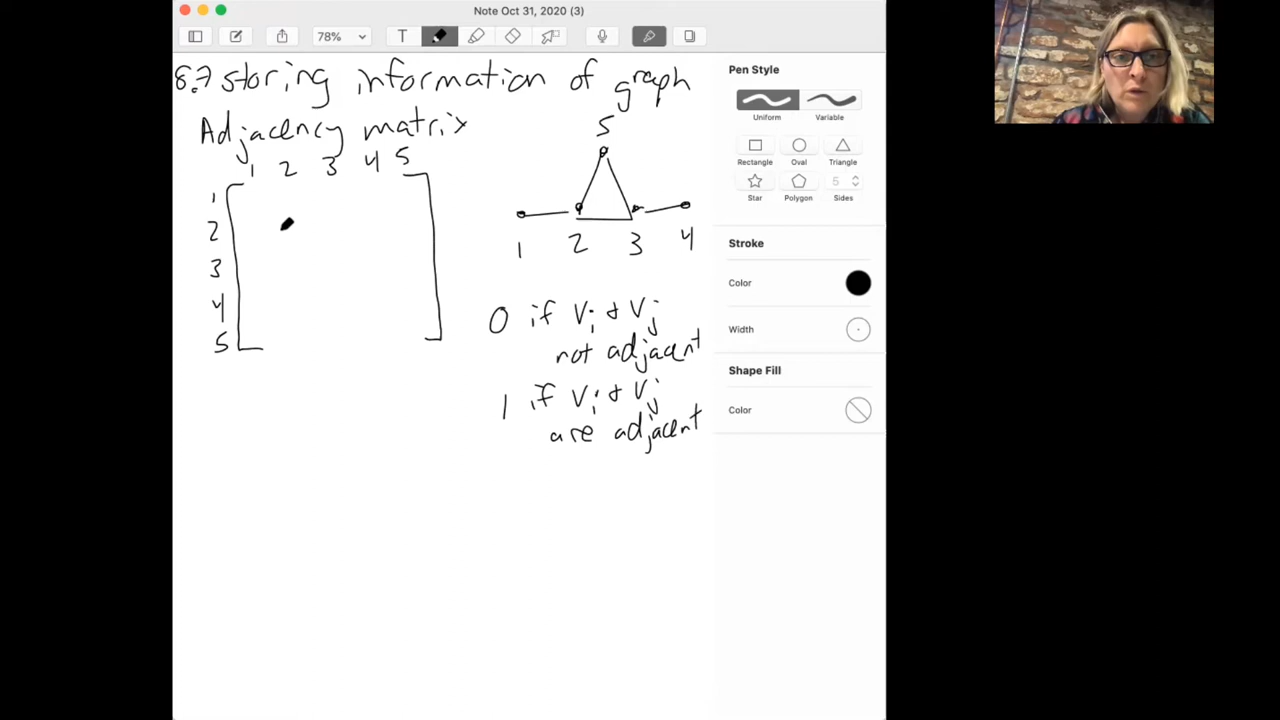 Note Oct 31, 2020 (3)
78%
T
8.7 storing information of graph
Adjacency matrix
1 2 3 4 5
1
2
3
4
5
5
1 2 3 4
0 if Vi + Vj
not adjacent
1 if Vi + Vj
are adjacent
Pen Style
Uniform Variable
Rectangle Oval Triangle
5
Star Polygon Sides
Stroke
Color
Width
Shape Fill
Color